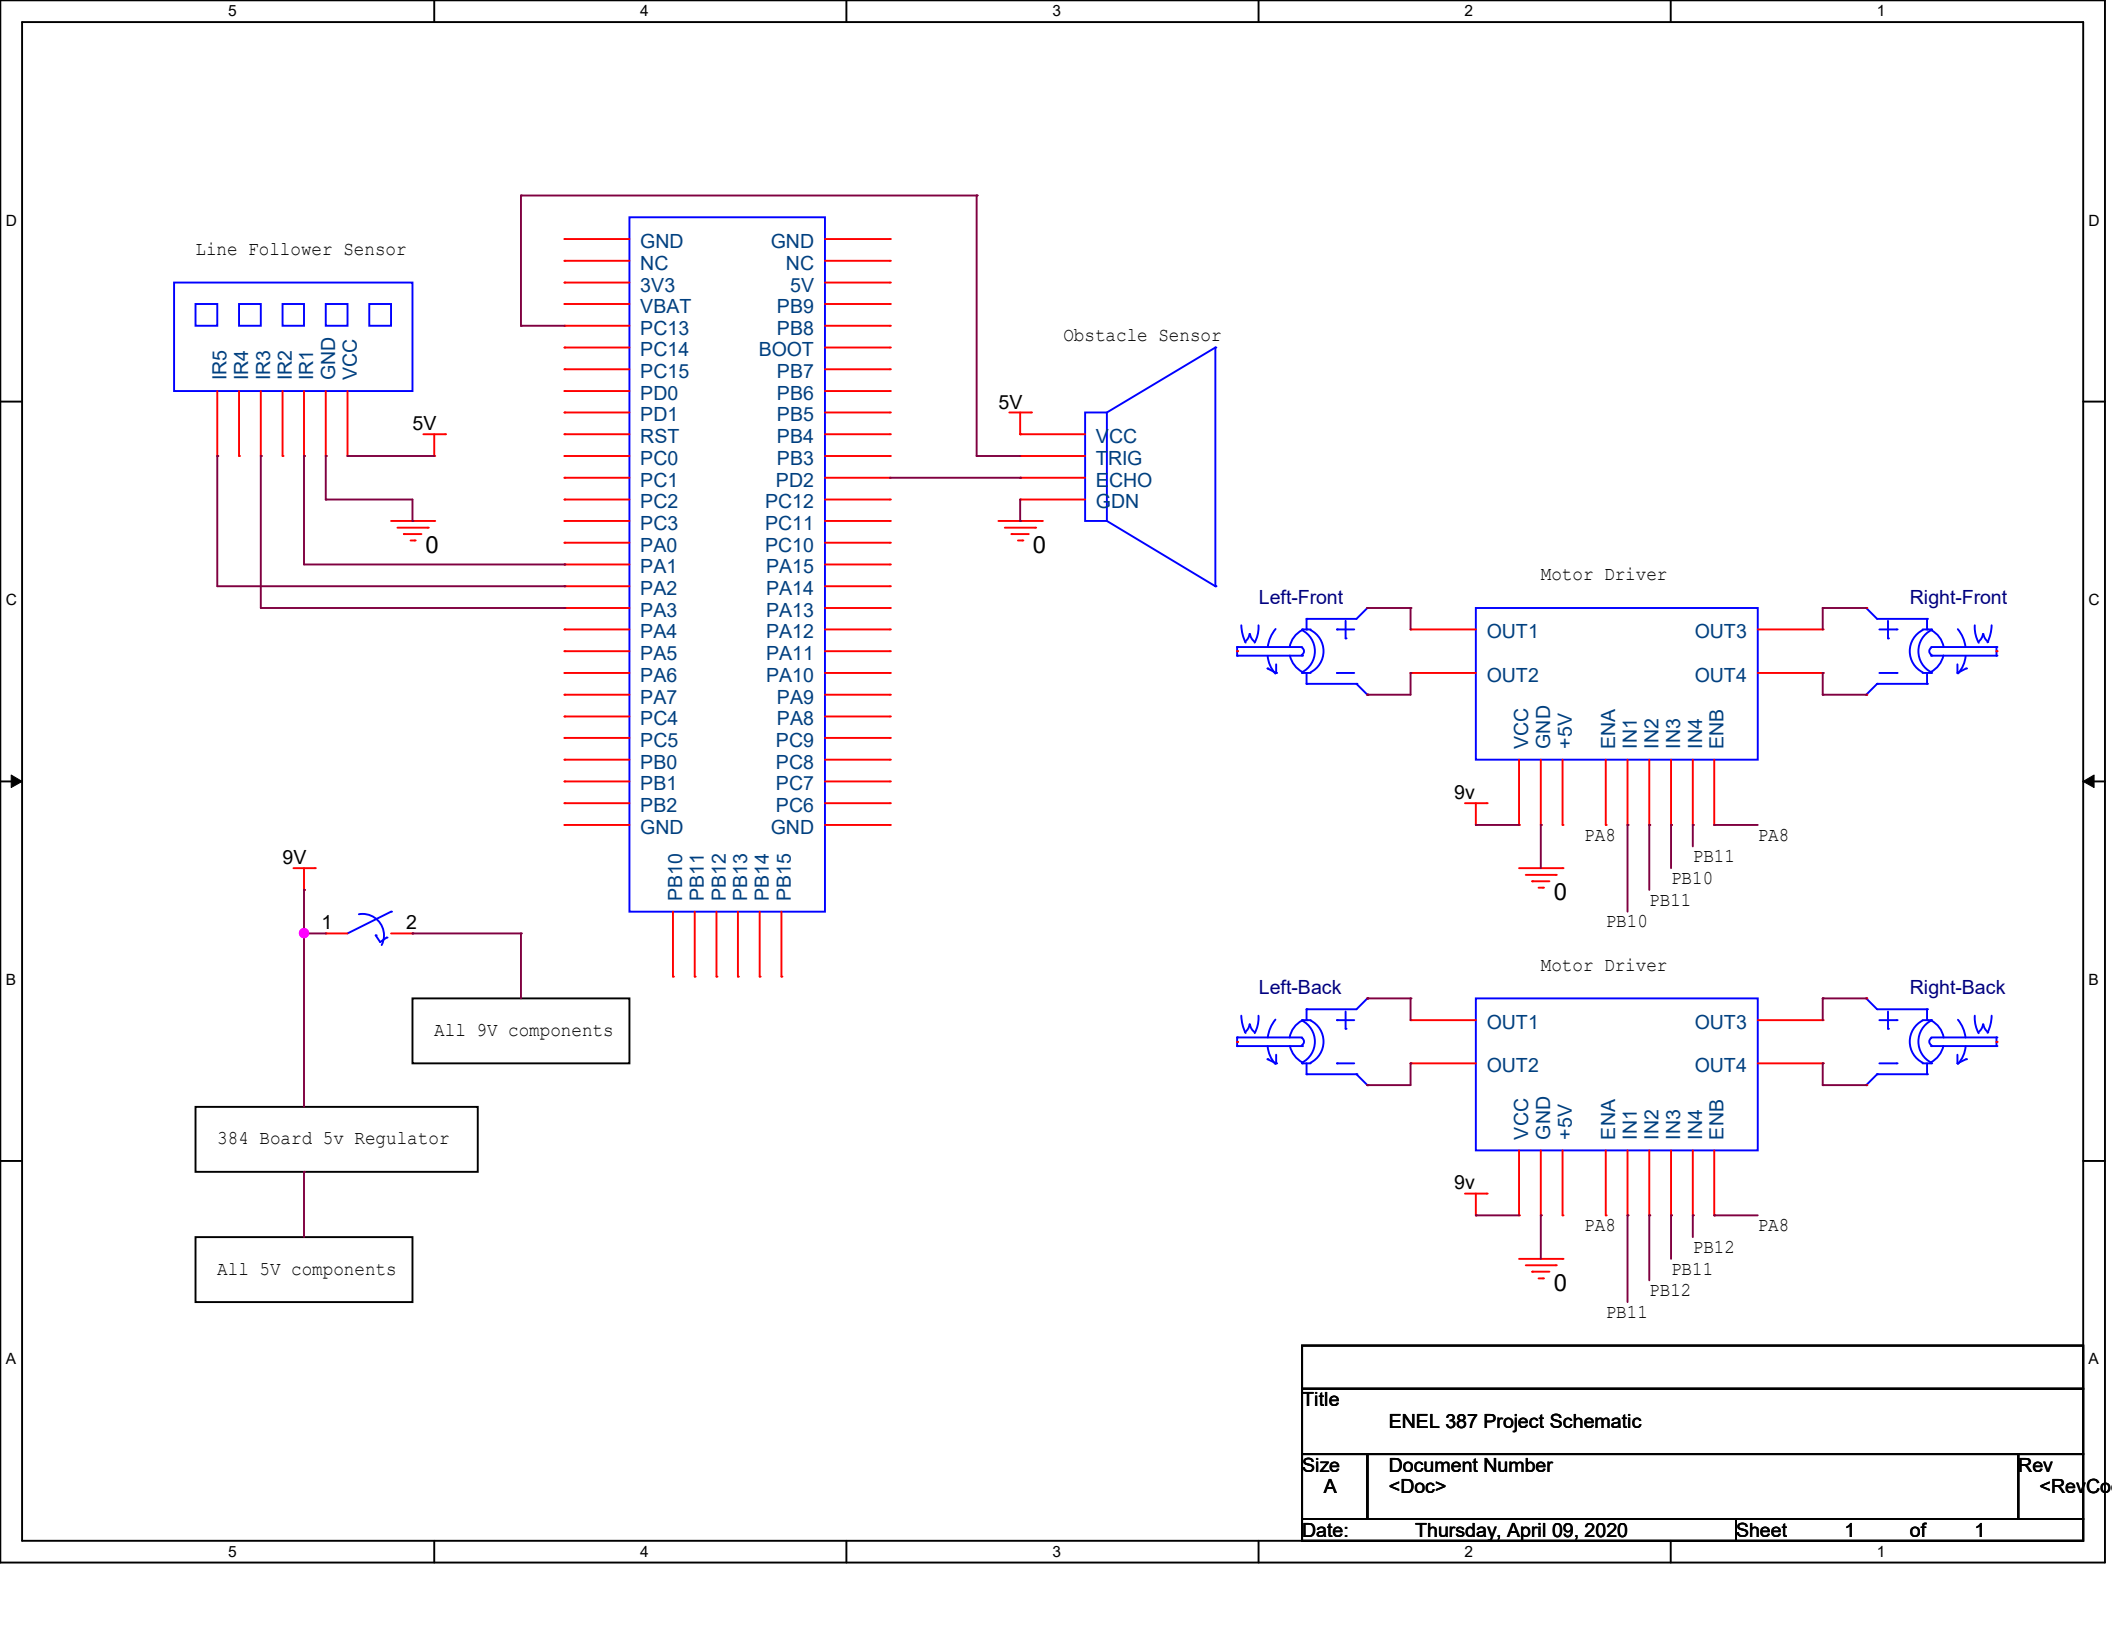 5 4 3 2 1
D
D
C
C
B
B
A
A
Line Follower Sensor
IR5
IR4
IR3
IR2
IR1
GND
VCC
5V
0
GND GND
NC NC
3V3 5V
VBAT PB9
PC13 PB8
PC14 BOOT
PC15 PB7
PD0 PB6
PD1 PB5
RST PB4
PC0 PB3
PC1 PD2
PC2 PC12
PC3 PC11
PA0 PC10
PA1 PA15
PA2 PA14
PA3 PA13
PA4 PA12
PA5 PA11
PA6 PA10
PA7 PA9
PC4 PA8
PC5 PC9
PB0 PC8
PB1 PC7
PB2 PC6
GND GND
PB10
PB11
PB12
PB13
PB14
PB15
Obstacle Sensor
5V
VCC
TRIG
ECHO
GDN
0
Motor Driver
Left-Front
Right-Front
W + + W
OUT1 OUT3
OUT2 OUT4
VCC
GND
+5V
ENA
IN1
IN2
IN3
IN4
ENB
9v
0
PA8
PA8
PB11
PB10
PB11
PB10
9V
1 2
All 9V components
384 Board 5v Regulator
All 5V components
Motor Driver
Left-Back
Right-Back
W + + W
OUT1 OUT3
OUT2 OUT4
VCC
GND
+5V
ENA
IN1
IN2
IN3
IN4
ENB
9v
0
PA8
PA8
PB12
PB11
PB12
PB11
Title
ENEL 387 Project Schematic
Size
A
Document Number
<Doc>
Rev
<RevCo
Date: Thursday, April 09, 2020
Sheet 1 of 1
5 4 3 2 1